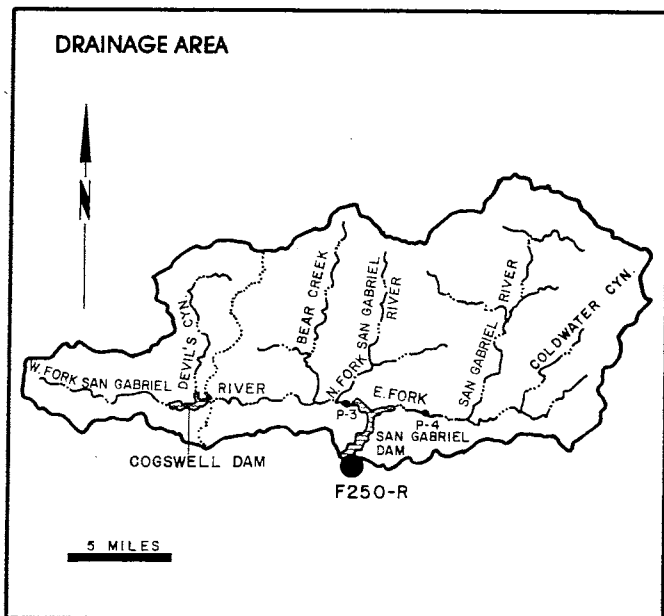 DRAINAGE AREA
N
DEVIL'S CYN.
BEAR CREEK
N. FORK SAN GABRIEL
RIVER
SAN GABRIEL RIVER
COLDWATER CYN.
W. FORK SAN GABRIEL RIVER
E. FORK
P-3
P-4
SAN GABRIEL
DAM
COGSWELL DAM
F250-R
5 MILES